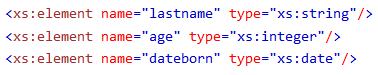 <xs:element name="lastname" type="xs:string"/>
<xs:element name="age" type="xs:integer"/>
<xs:element name="dateborn" type="xs:date"/>